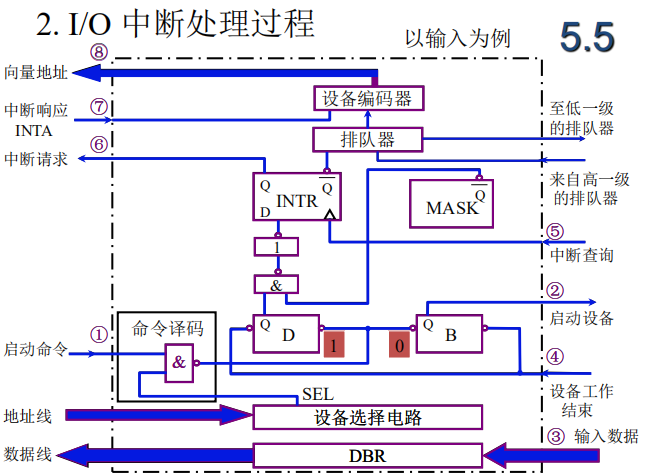 2. I/O 中断处理过程
以输入为例
5.5
⑧
向量地址
设备编码器
中断响应
INTA
⑦
至低一级
的排队器
排队器
中断请求
⑥
来自高一级
的排队器
Q
Q
INTR
D
Q
MASK
⑤
中断查询
1
&
②
启动设备
命令译码
Q
D
1
0
Q
B
①
启动命令
&
④
设备工作
结束
SEL
地址线
设备选择电路
③ 输入数据
数据线
DBR